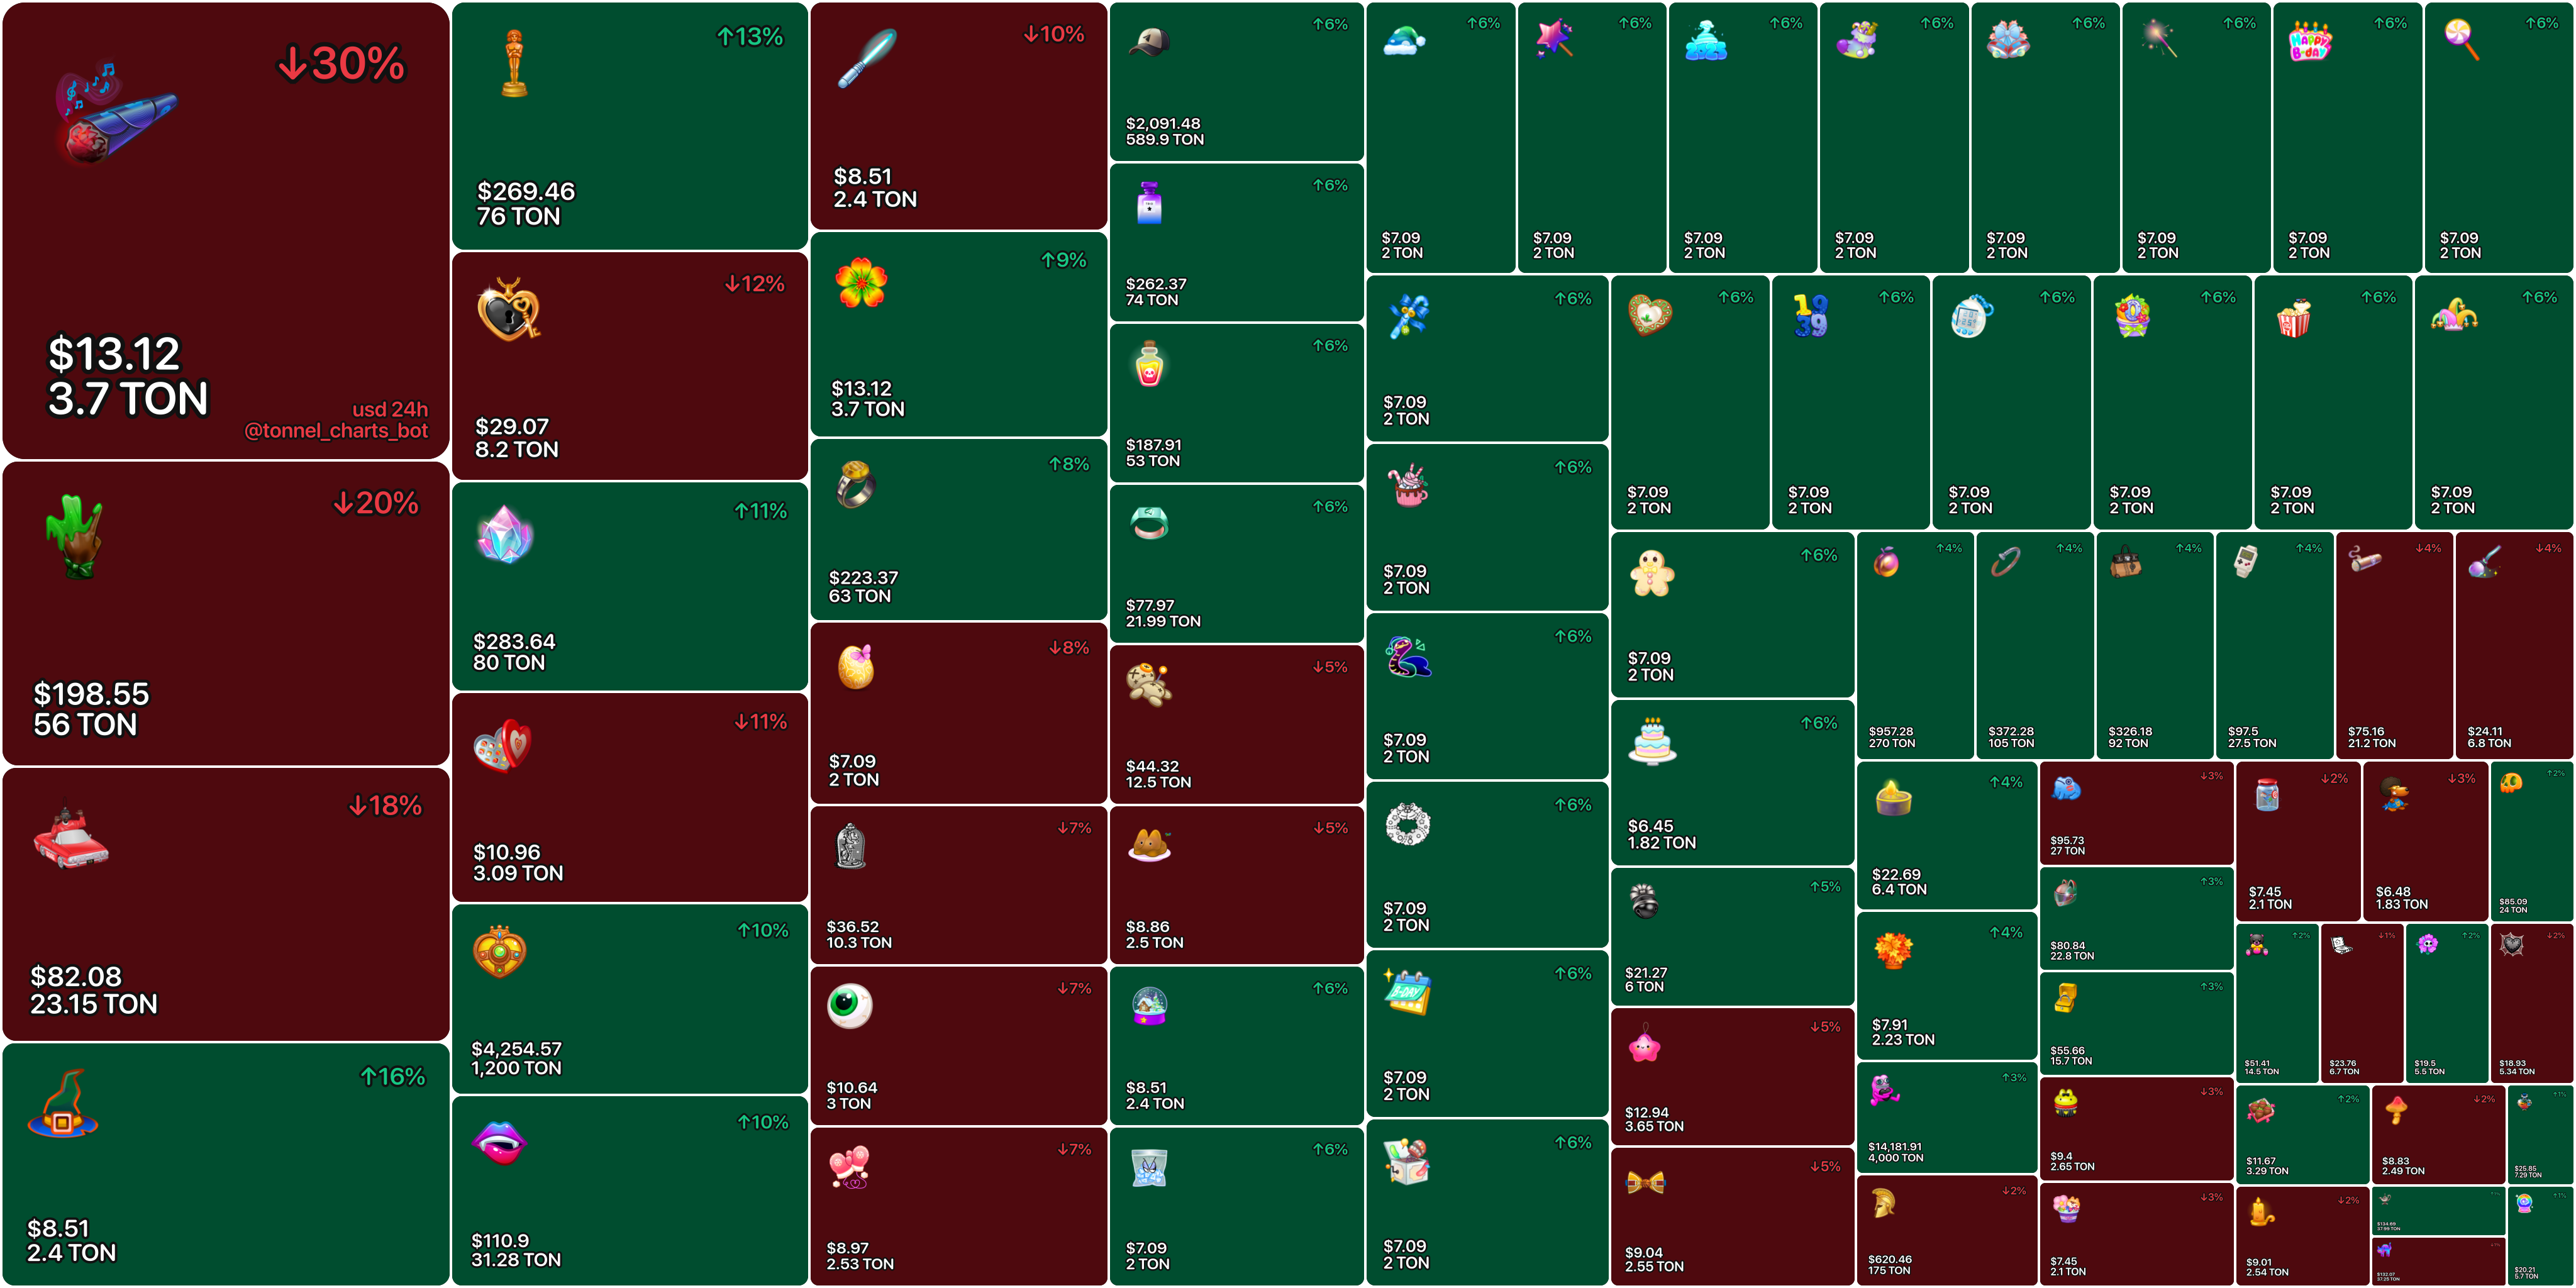 ↓30%
$13.12
3.7 TON
usd 24h
@tonnel_charts_bot
↓20%
$198.55
56 TON
↓18%
$82.08
23.15 TON
↑16%
$8.51
2.4 TON
↑13%
$269.46
76 TON
↓12%
$29.07
8.2 TON
↑11%
$283.64
80 TON
↓11%
$10.96
3.09 TON
↑10%
$4,254.57
1,200 TON
↑10%
$110.9
31.28 TON
↓10%
$8.51
2.4 TON
↑9%
$13.12
3.7 TON
↑8%
$223.37
63 TON
↓8%
$7.09
2 TON
↓7%
$36.52
10.3 TON
↓7%
$10.64
3 TON
↓7%
$8.97
2.53 TON
↑6%
$2,091.48
589.9 TON
↑6%
$262.37
74 TON
↑6%
$187.91
53 TON
↑6%
$77.97
21.99 TON
↓5%
$44.32
12.5 TON
↓5%
$8.86
2.5 TON
↑6%
$8.51
2.4 TON
↑6%
$7.09
2 TON
↑6%
$7.09
2 TON
↑6%
$7.09
2 TON
↑6%
$7.09
2 TON
↑6%
$7.09
2 TON
↑6%
$7.09
2 TON
↑6%
$7.09
2 TON
↑6%
HAPPY
B-DAY
$7.09
2 TON
↑6%
$7.09
2 TON
↑6%
$7.09
2 TON
↑6%
$7.09
2 TON
↑6%
$7.09
2 TON
↑6%
$7.09
2 TON
↑6%
B-DAY
$7.09
2 TON
↑6%
$7.09
2 TON
↑6%
$7.09
2 TON
↑6%
19
39
$7.09
2 TON
↑6%
$7.09
2 TON
↑6%
$7.09
2 TON
↑6%
$7.09
2 TON
↑6%
$7.09
2 TON
↑6%
$7.09
2 TON
↑6%
$6.45
1.82 TON
↑5%
$21.27
6 TON
↓5%
$12.94
3.65 TON
↓5%
$9.04
2.55 TON
↑4%
$957.28
270 TON
↑4%
$372.28
105 TON
↑4%
$326.18
92 TON
↑4%
$97.5
27.5 TON
↓4%
$75.16
21.2 TON
↓4%
$24.11
6.8 TON
↑4%
$22.69
6.4 TON
↑4%
$7.91
2.23 TON
↑3%
$14,181.91
4,000 TON
↓2%
$620.46
175 TON
↓3%
$95.73
27 TON
↑3%
$80.84
22.8 TON
↑3%
$55.66
15.7 TON
↓3%
$9.4
2.65 TON
↓3%
$7.45
2.1 TON
↓2%
$7.45
2.1 TON
↓3%
$6.48
1.83 TON
↑2%
$85.09
24 TON
↑2%
$51.41
14.5 TON
↓1%
$23.76
6.7 TON
↑2%
$19.5
5.5 TON
↓2%
$18.93
5.34 TON
↑2%
$11.67
3.29 TON
↓2%
$8.83
2.49 TON
↑1%
$25.85
7.29 TON
↓2%
$9.01
2.54 TON
$134.69
37.99 TON
$132.07
37.25 TON
↑1%
$20.21
5.7 TON